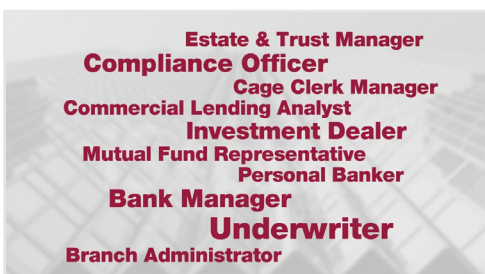 Estate & Trust Manager
Compliance Officer
Cage Clerk Manager
Commercial Lending Analyst
Investment Dealer
Mutual Fund Representative
Personal Banker
Bank Manager
Underwriter
Branch Administrator